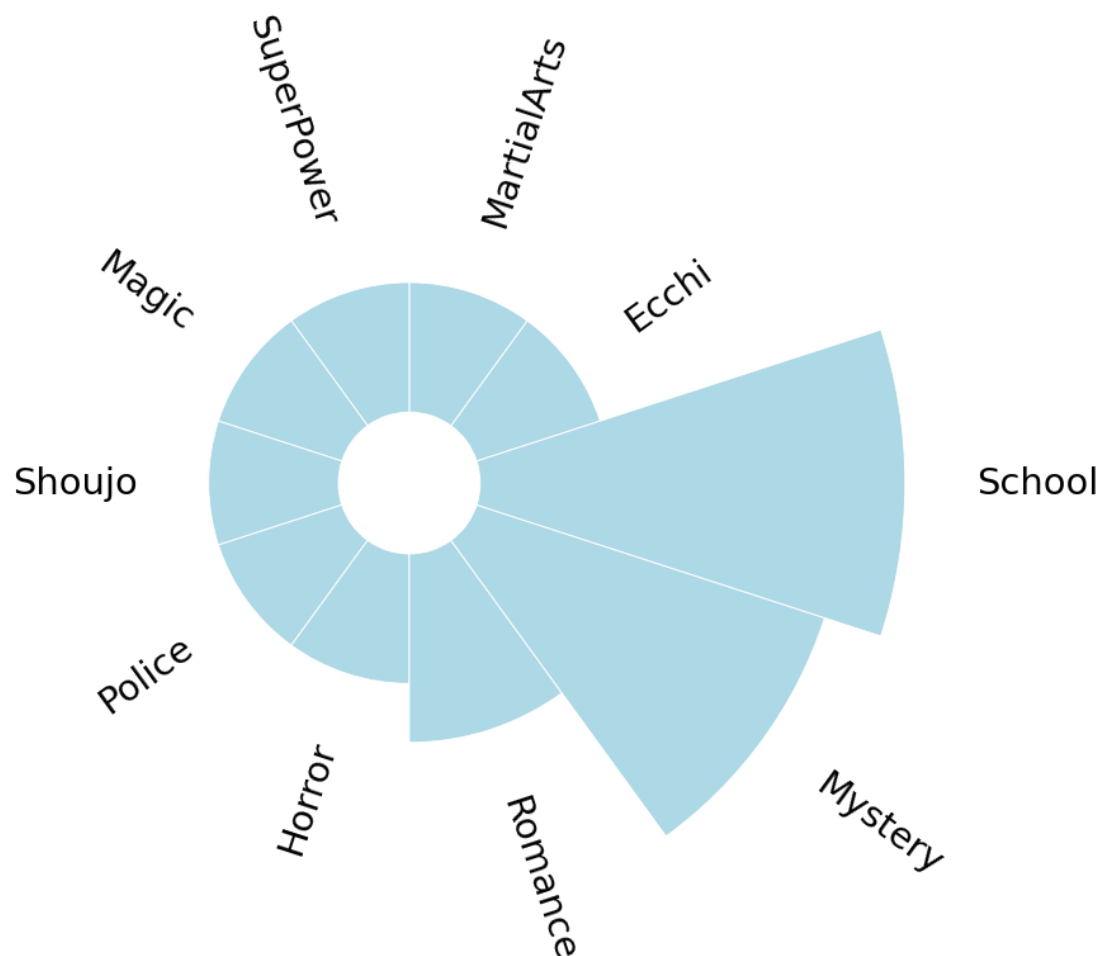 SuperPower
MartialArts
Magic
Ecchi
Shoujo
School
Police
Horror
Romance
Mystery